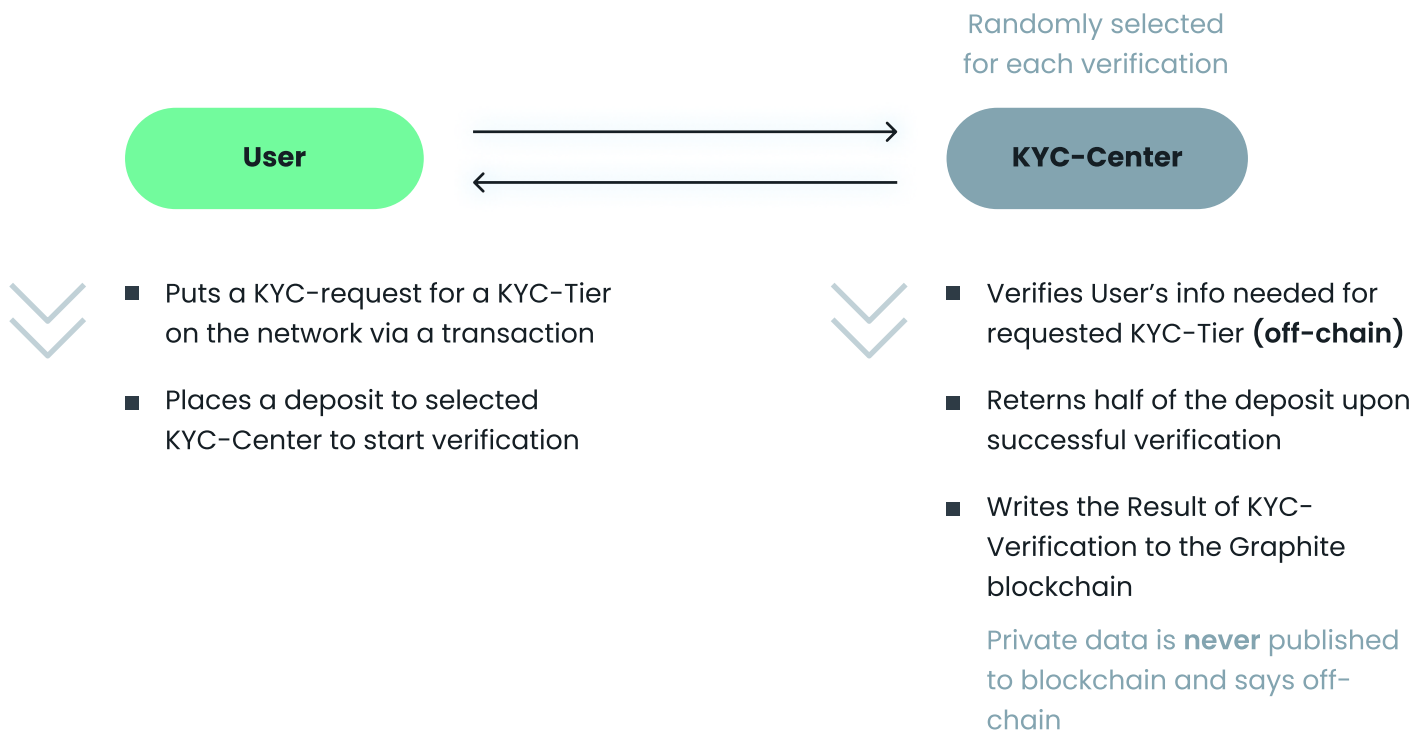 Randomly selected
for each verification
User
KYC-Center
Puts a KYC-request for a KYC-Tier
on the network via a transaction
Places a deposit to selected
KYC-Center to start verification
Verifies User’s info needed for
requested KYC-Tier (off-chain)
Reterns half of the deposit upon
successful verification
Writes the Result of KYC-
Verification to the Graphite
blockchain
Private data is never published
to blockchain and says off-
chain